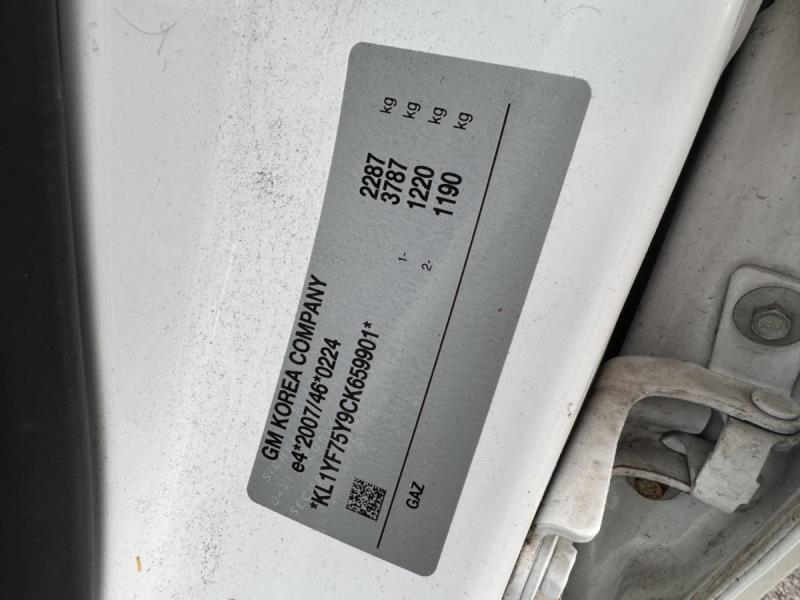 GM KOREA COMPANY
e4*2007/46*0224
*KL1YF75Y9CK659901*
2287 kg
3787 kg
1- 1220 kg
2- 1190 kg
GAZ